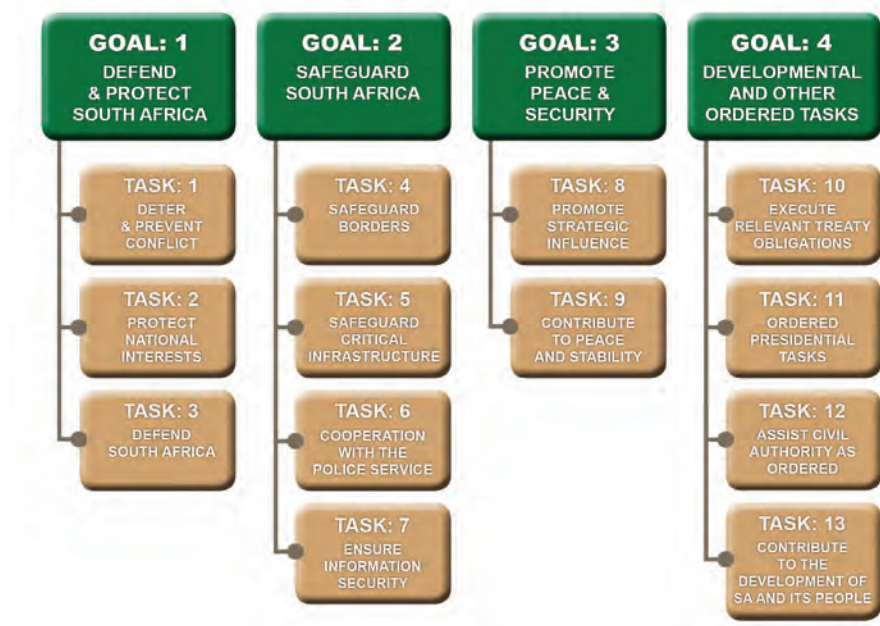 GOAL: 1
DEFEND
& PROTECT
SOUTH AFRICA
TASK: 1
DETER
& PREVENT
CONFLICT
TASK: 2
PROTECT
NATIONAL
INTERESTS
TASK: 3
DEFEND
SOUTH AFRICA
GOAL: 2
SAFEGUARD
SOUTH AFRICA
TASK: 4
SAFEGUARD
BORDERS
TASK: 5
SAFEGUARD
CRITICAL
INFRASTRUCTURE
TASK: 6
COOPERATION
WITH THE
POLICE SERVICE
TASK: 7
ENSURE
INFORMATION
SECURITY
GOAL: 3
PROMOTE
PEACE &
SECURITY
TASK: 8
PROMOTE
STRATEGIC
INFLUENCE
TASK: 9
CONTRIBUTE
TO PEACE
AND STABILITY
GOAL: 4
DEVELOPMENTAL
AND OTHER
ORDERED TASKS
TASK: 10
EXECUTE
RELEVANT TREATY
OBLIGATIONS
TASK: 11
ORDERED
PRESIDENTIAL
TASKS
TASK: 12
ASSIST CIVIL
AUTHORITY AS
ORDERED
TASK: 13
CONTRIBUTE
TO THE
DEVELOPMENT OF
SA AND ITS PEOPLE